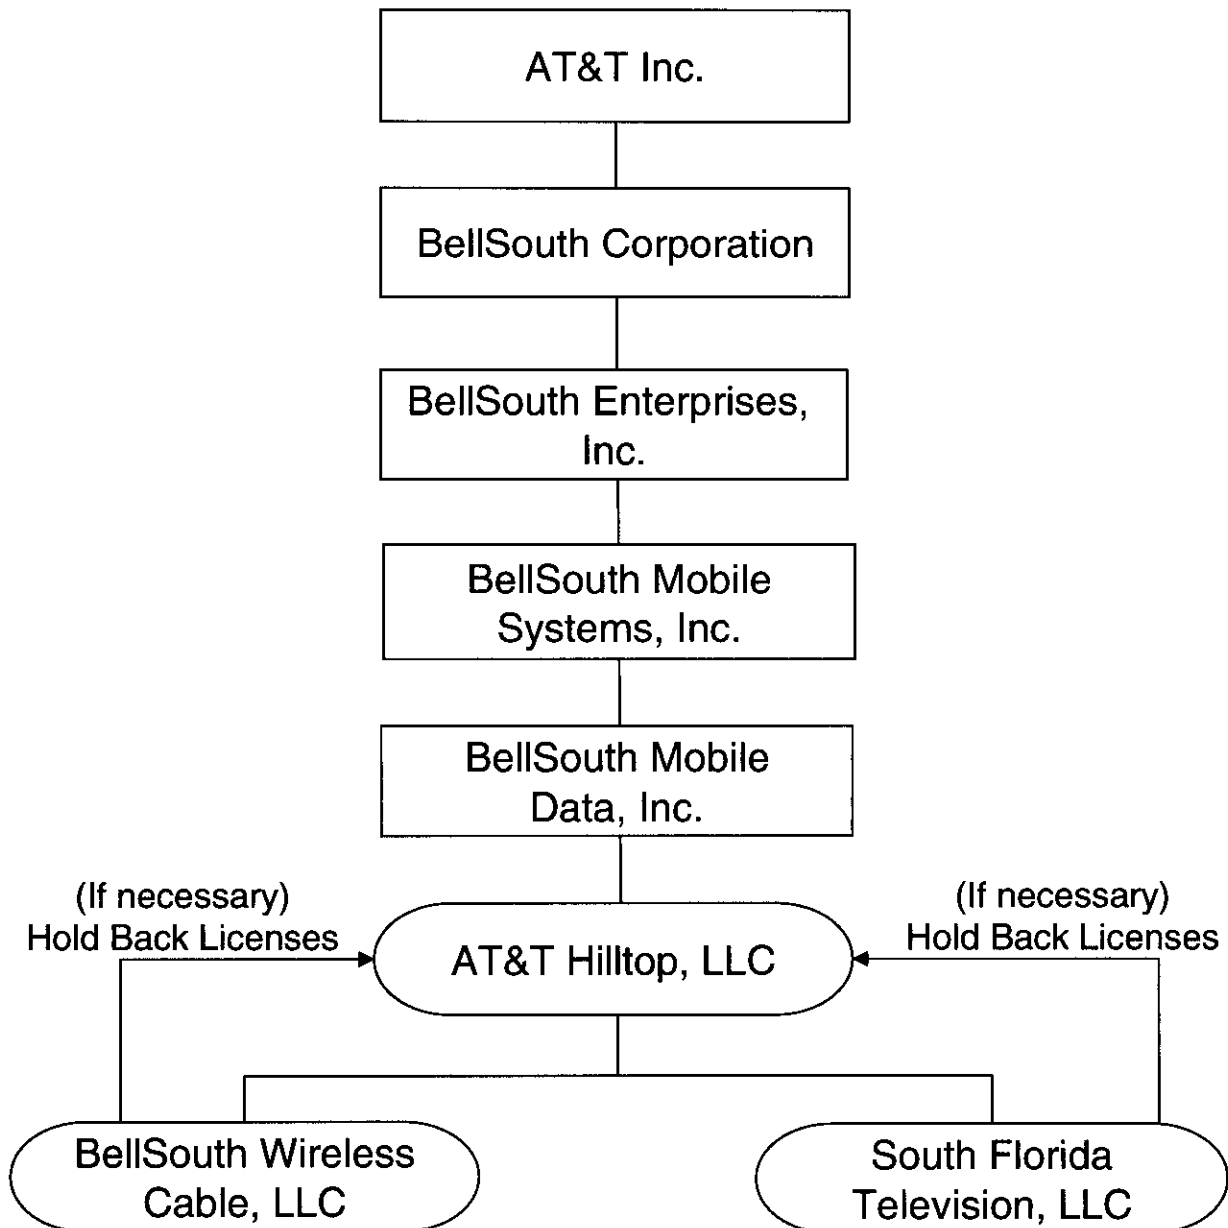 AT&T Inc.
BellSouth Corporation
BellSouth Enterprises,
Inc.
BellSouth Mobile
Systems, Inc.
BellSouth Mobile
Data, Inc.
(If necessary)
Hold Back Licenses
(If necessary)
Hold Back Licenses
AT&T Hilltop, LLC
BellSouth Wireless
Cable, LLC
South Florida
Television, LLC